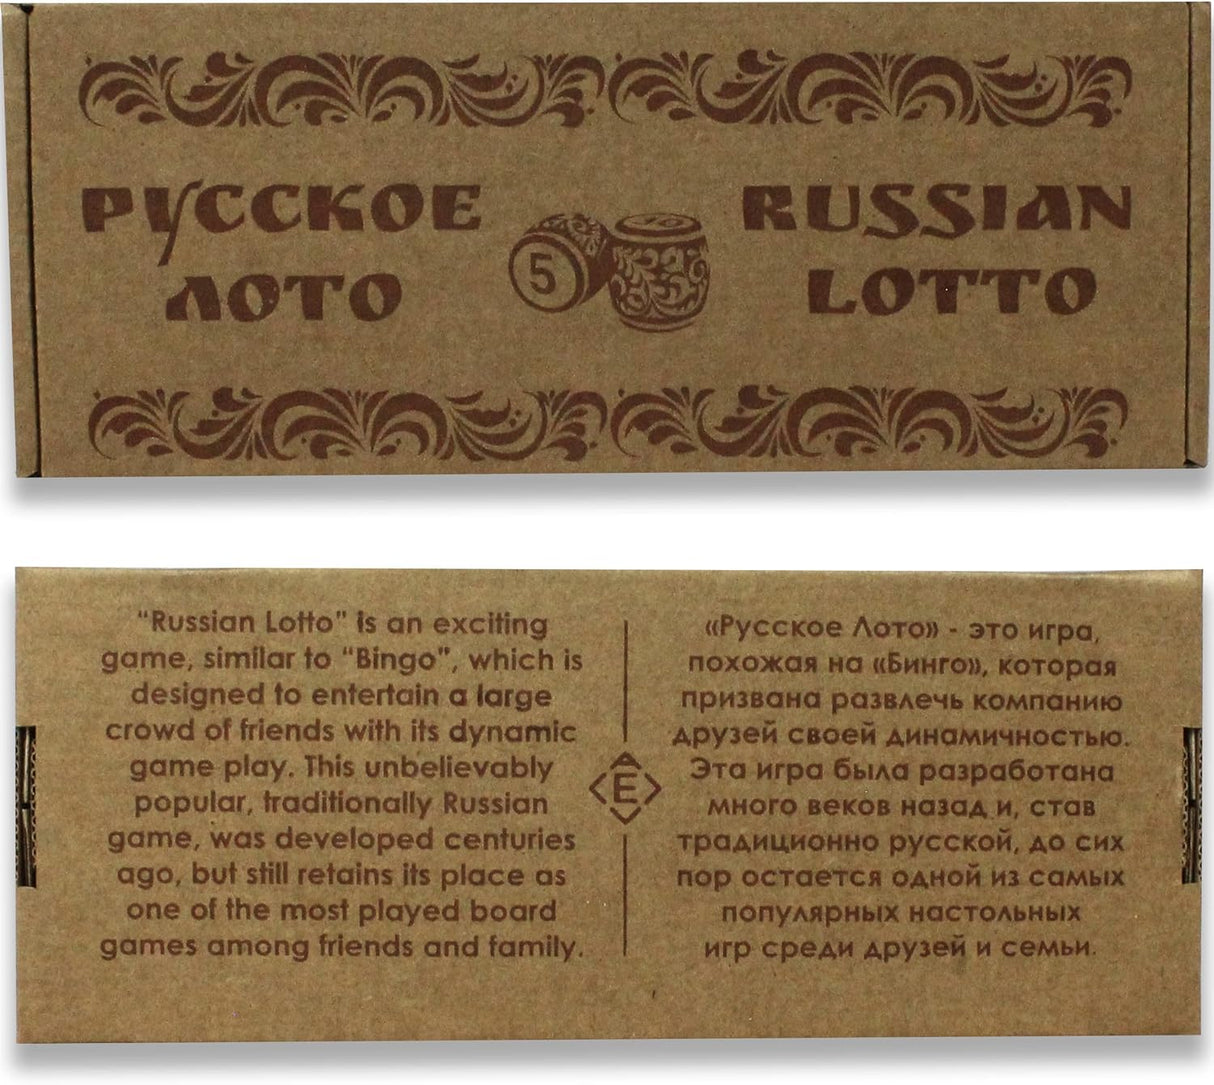 РУССКОЕ
ЛОТО
5
RUSSIAN
LOTTO
“Russian Lotto” is an exciting
game, similar to “Bingo”, which is
designed to entertain a large
crowd of friends with its dynamic
game play. This unbelievably
popular, traditionally Russian
game, was developed centuries
ago, but still retains its place as
one of the most played board
games among friends and family.
Ё
«Русское Лото» - это игра,
похожая на «Бинго», которая
призвана развлечь компанию
друзей своей динамичностью.
Эта игра была разработана
много веков назад и, став
традиционно русской, до сих
пор остается одной из самых
популярных настольных
игр среди друзей и семьи.